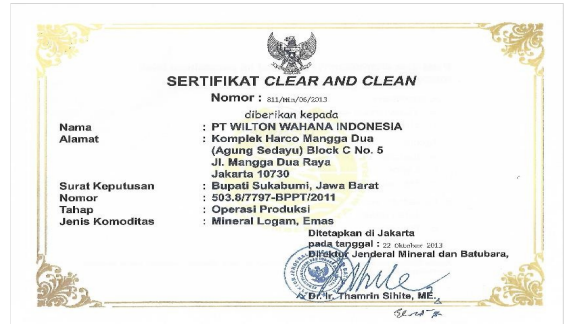 SERTIFIKAT CLEAR AND CLEAN
Nomor : 811/Min/06/2013
diberikan kepada
Nama : PT WILTON WAHANA INDONESIA
Alamat : Komplek Harco Mangga Dua
(Agung Sedayu) Block C No. 5
Jl. Mangga Dua Raya
Jakarta 10730
Surat Keputusan : Bupati Sukabumi, Jawa Barat
Nomor : 503.8/7797-BPPT/2011
Tahap : Operasi Produksi
Jenis Komoditas : Mineral Logam, Emas
Ditetapkan di Jakarta
pada tanggal : 22 Oktober 2013
Direktur Jenderal Mineral dan Batubara,
Dr. Ir. Thamrin Sihite, ME.